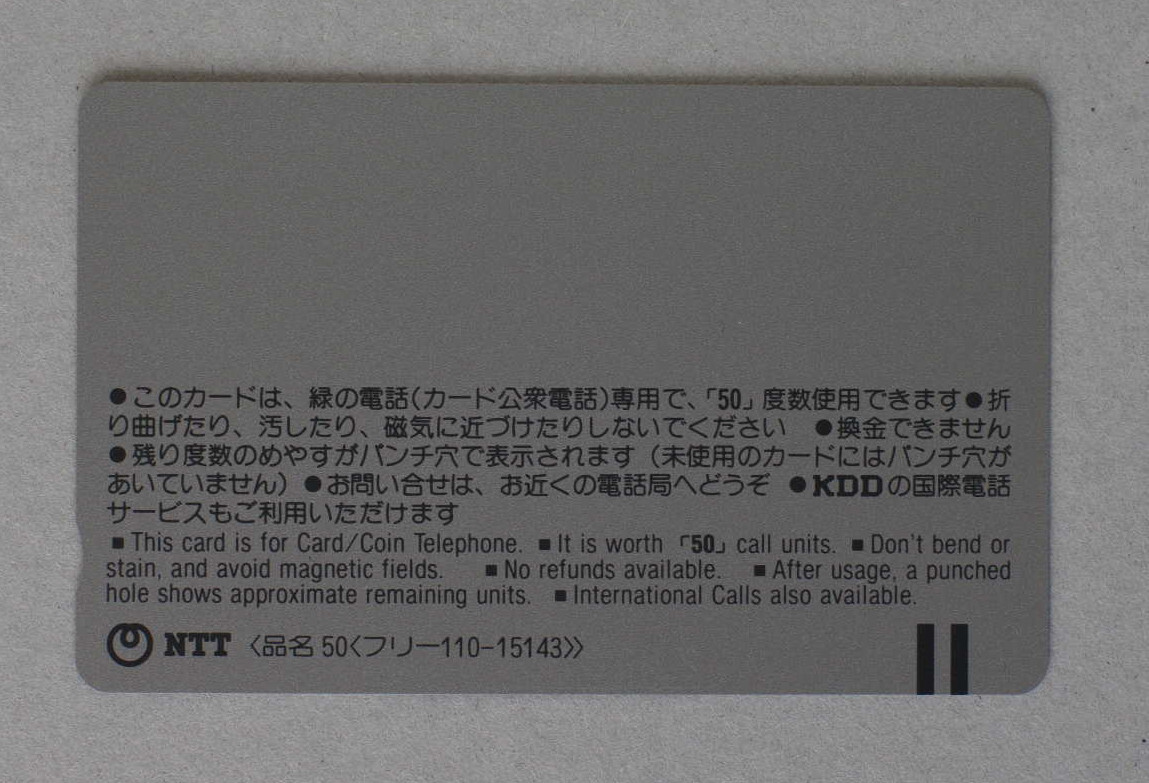 ●このカードは、緑の電話(カード公衆電話)専用で、「50」度数使用できます●折
り曲げたり、汚したり、磁気に近づけたりしないでください ●換金できません
●残り度数のめやすがパンチ穴で表示されます（未使用のカードにはパンチ穴が
あいていません）●お問い合せは、お近くの電話局へどうぞ ●KDDの国際電話
サービスもご利用いただけます
■This card is for Card/Coin Telephone. ■It is worth 「50」 call units. ■Don't bend or
stain, and avoid magnetic fields. ■No refunds available. ■After usage, a punched
hole shows approximate remaining units. ■International Calls also available.
NTT〈品名 50〈フリー110-15143〉〉